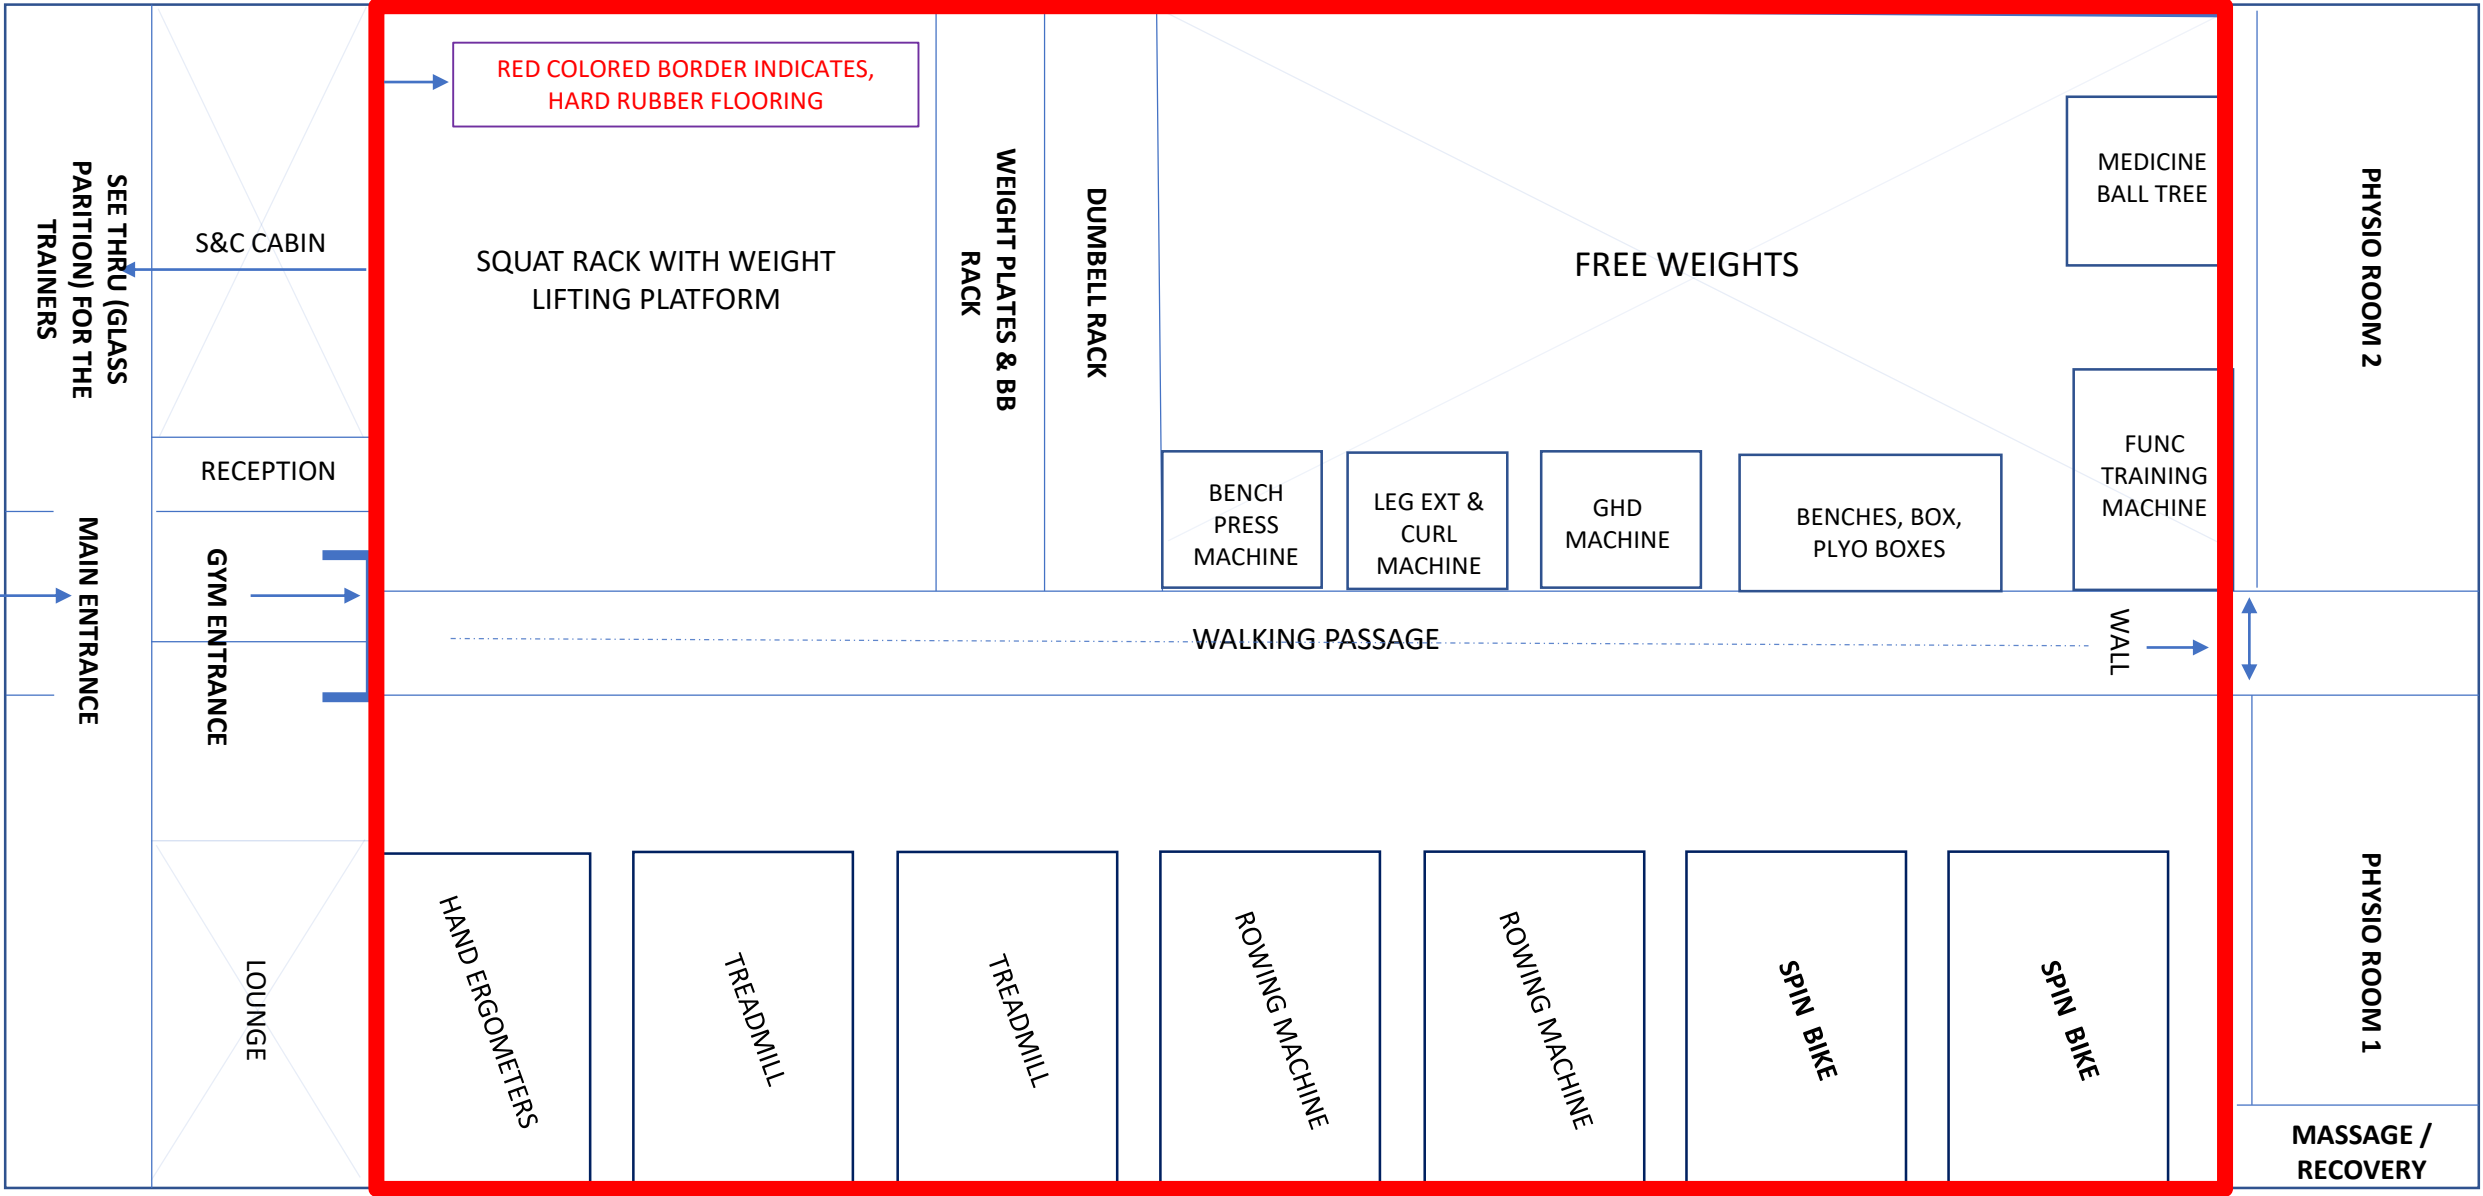 RED COLORED BORDER INDICATES,
HARD RUBBER FLOORING
SEE THRU (GLASS
PARITION) FOR THE
TRAINERS
S&C CABIN
SQUAT RACK WITH WEIGHT
LIFTING PLATFORM
WEIGHT PLATES & BB
RACK
DUMBELL RACK
FREE WEIGHTS
MEDICINE
BALL TREE
PHYSIO ROOM 2
RECEPTION
BENCH
PRESS
MACHINE
LEG EXT &
CURL
MACHINE
GHD
MACHINE
BENCHES, BOX,
PLYO BOXES
FUNC
TRAINING
MACHINE
MAIN ENTRANCE
GYM ENTRANCE
WALKING PASSAGE
WALL
LOUNGE
HAND ERGOMETERS
TREADMILL
TREADMILL
ROWING MACHINE
ROWING MACHINE
SPIN BIKE
SPIN BIKE
PHYSIO ROOM 1
MASSAGE /
RECOVERY